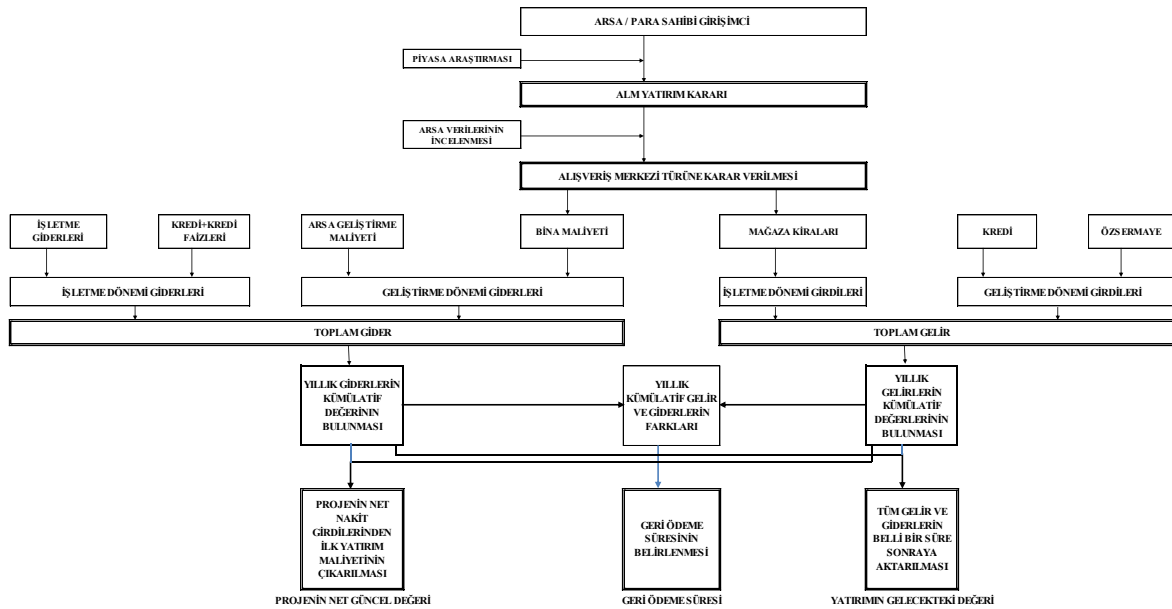 ARSA / PARA SAHİBİ GİRİŞİMCİ
PİYASA ARAŞTIRMASI
ALM YATIRIM KARARI
ARSA VERİLERİNİN
İNCELENMESİ
ALIŞVERİŞ MERKEZİ TÜRÜNE KARAR VERİLMESİ
İŞLETME
GİDERLERİ
KREDİ+KREDİ
FAİZLERİ
ARSA GELİŞTİRME
MALİYETİ
BİNA MALİYETİ
MAĞAZA KİRALARI
KREDİ
ÖZSERMAYE
İŞLETME DÖNEMİ GİDERLERİ
GELİŞTİRME DÖNEMİ GİDERLERİ
İŞLETME DÖNEMİ GİRDİLERİ
GELİŞTİRME DÖNEMİ GİRDİLERİ
TOPLAM GİDER
TOPLAM GELİR
YILLIK GİDERLERİN
KÜMÜLATİF
DEĞERİNIN
BULUNMASI
YILLIK
KÜMÜLATİF GELİR
VE GİDERLERİN
FARKLARI
YILLIK
GELİRLERİN
KÜMÜLATİF
DEĞERLERİNİN
BULUNMASI
PROJENİN NET
NAKİT
GİRDİLERİNDEN
İLK YATIRIM
MALİYETİNİN
ÇIKARILMASI
GERİ ÖDEME
SÜRESİNİN
BELİRLENMESİ
TÜM GELİR VE
GİDERLERİN
BELLİ BİR SÜRE
SONRAYA
AKTARILMASI
PROJENİN NET GÜNCEL DEĞERİ
GERİ ÖDEME SÜRESİ
YATIRIMIN GELECEKTEKİ DEĞERİ